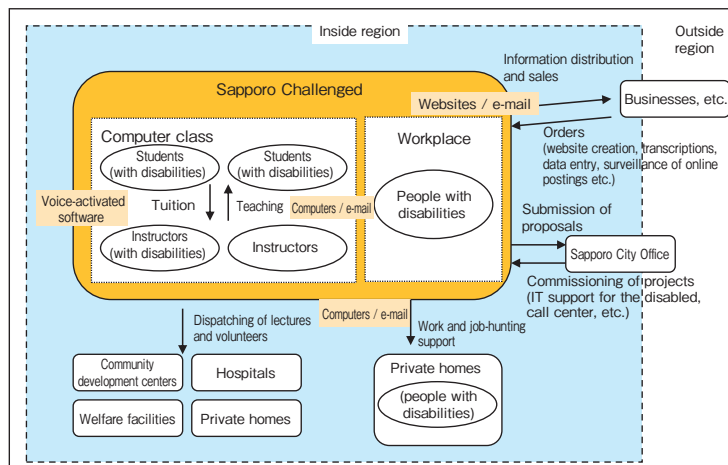 Inside region
Outside
region
Information distribution
and sales
Sapporo Challenged
Websites / e-mail
Businesses, etc.
Computer class
Workplace
Orders
(website creation, transcriptions,
data entry, surveillance of online
postings etc.)
Students
(with disabilities)
Students
(with disabilities)
Voice-activated
software
Tuition
Teaching
Computers / e-mail
People with
disabilities
Instructors
(with disabilities)
Instructors
Submission of
proposals
Sapporo City Office
Commissioning of projects
(IT support for the disabled,
call center, etc.)
Computers / e-mail
Dispatching of lectures
and volunteers
Work and job-hunting
support
Community
development centers
Hospitals
Welfare facilities
Private homes
Private homes
(people with
disabilities)